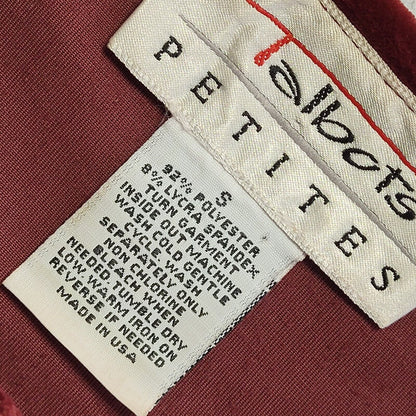 Talbots
PETITES
S
92% POLYESTER
8% LYCRA SPANDEX
TURN GARMENT
INSIDE OUT MACHINE
WASH COLD GENTLE
CYCLE WASH
SEPARATELY
NON CHLORINE
BLEACH ONLY
NEEDED TCH WHEN
LOW, TUMBLE DRY
WARM IRON ON
REVERSE IF NEEDED
MADE IN USA